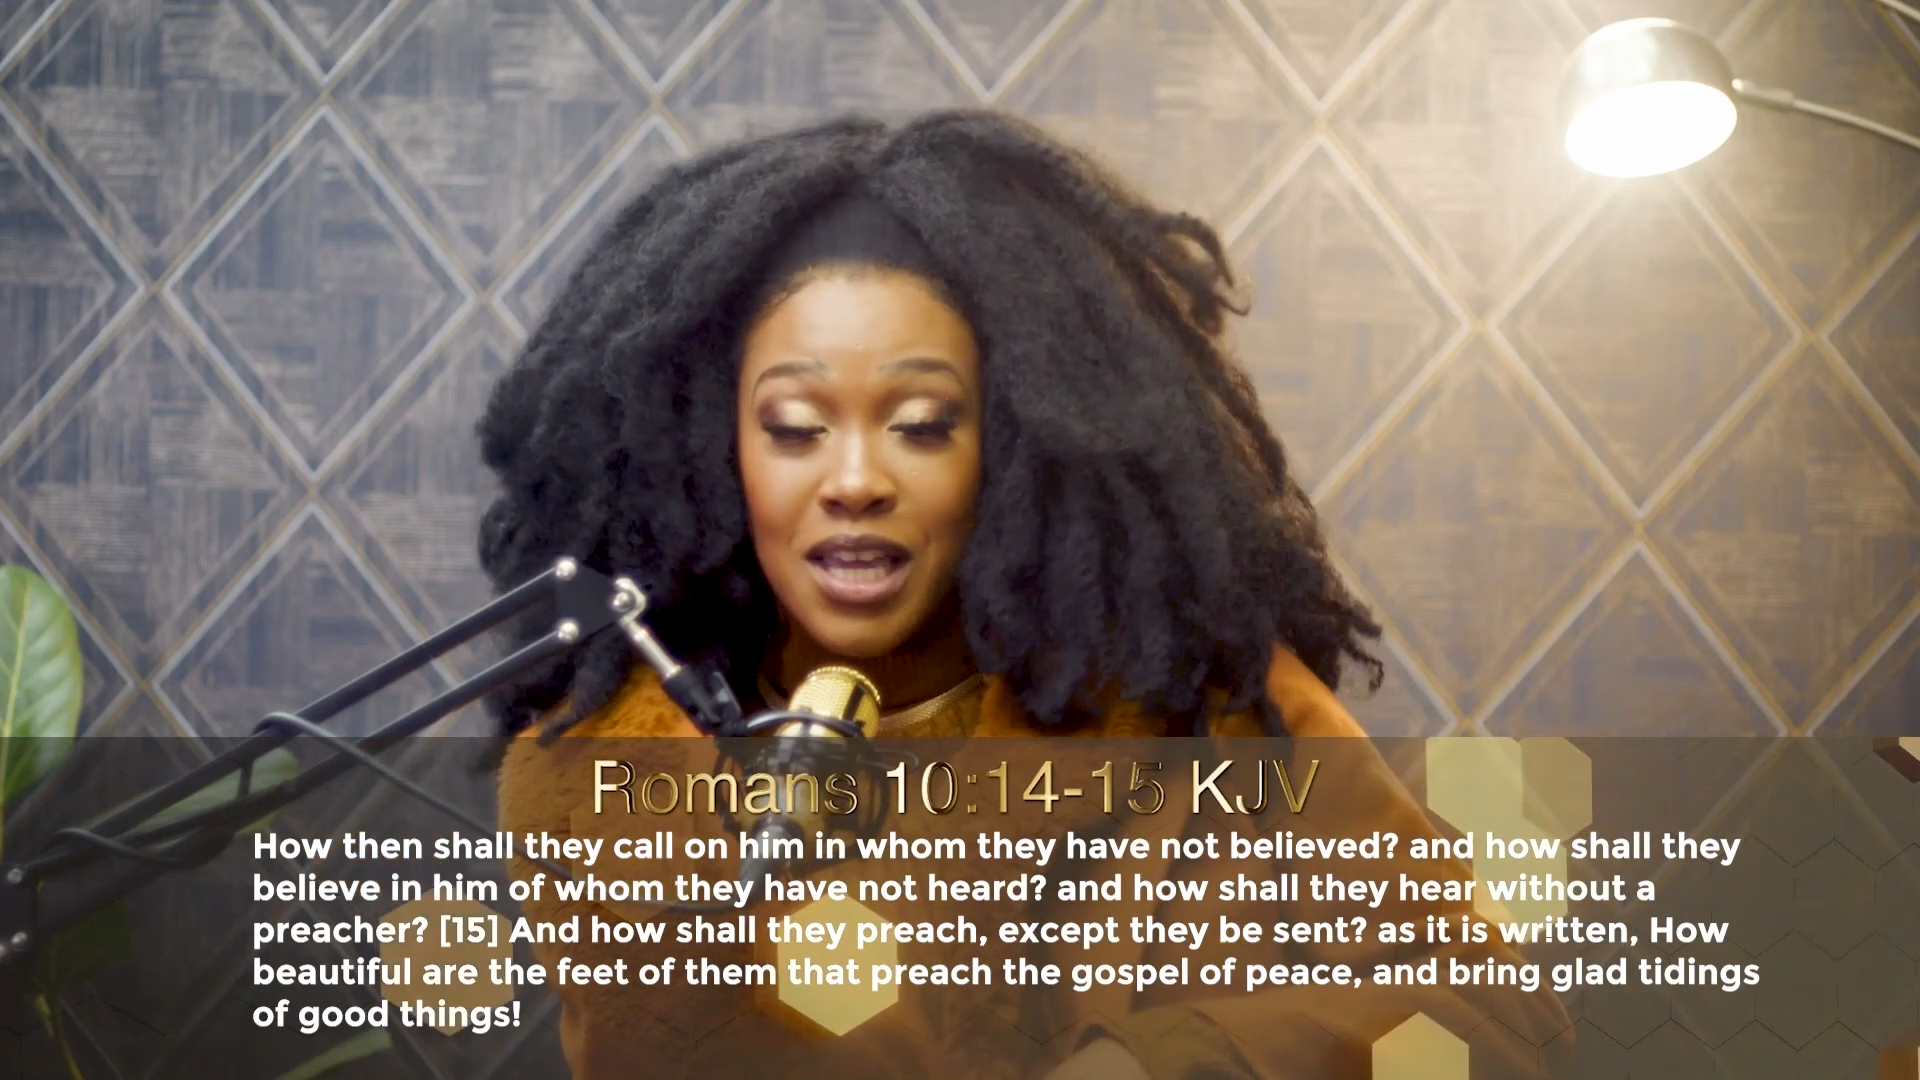 Romans 10:14-15 KJV
How then shall they call on him in whom they have not believed? and how shall they
believe in him of whom they have not heard? and how shall they hear without a
preacher? [15] And how shall they preach, except they be sent? as it is written, How
beautiful are the feet of them that preach the gospel of peace, and bring glad tidings
of good things!